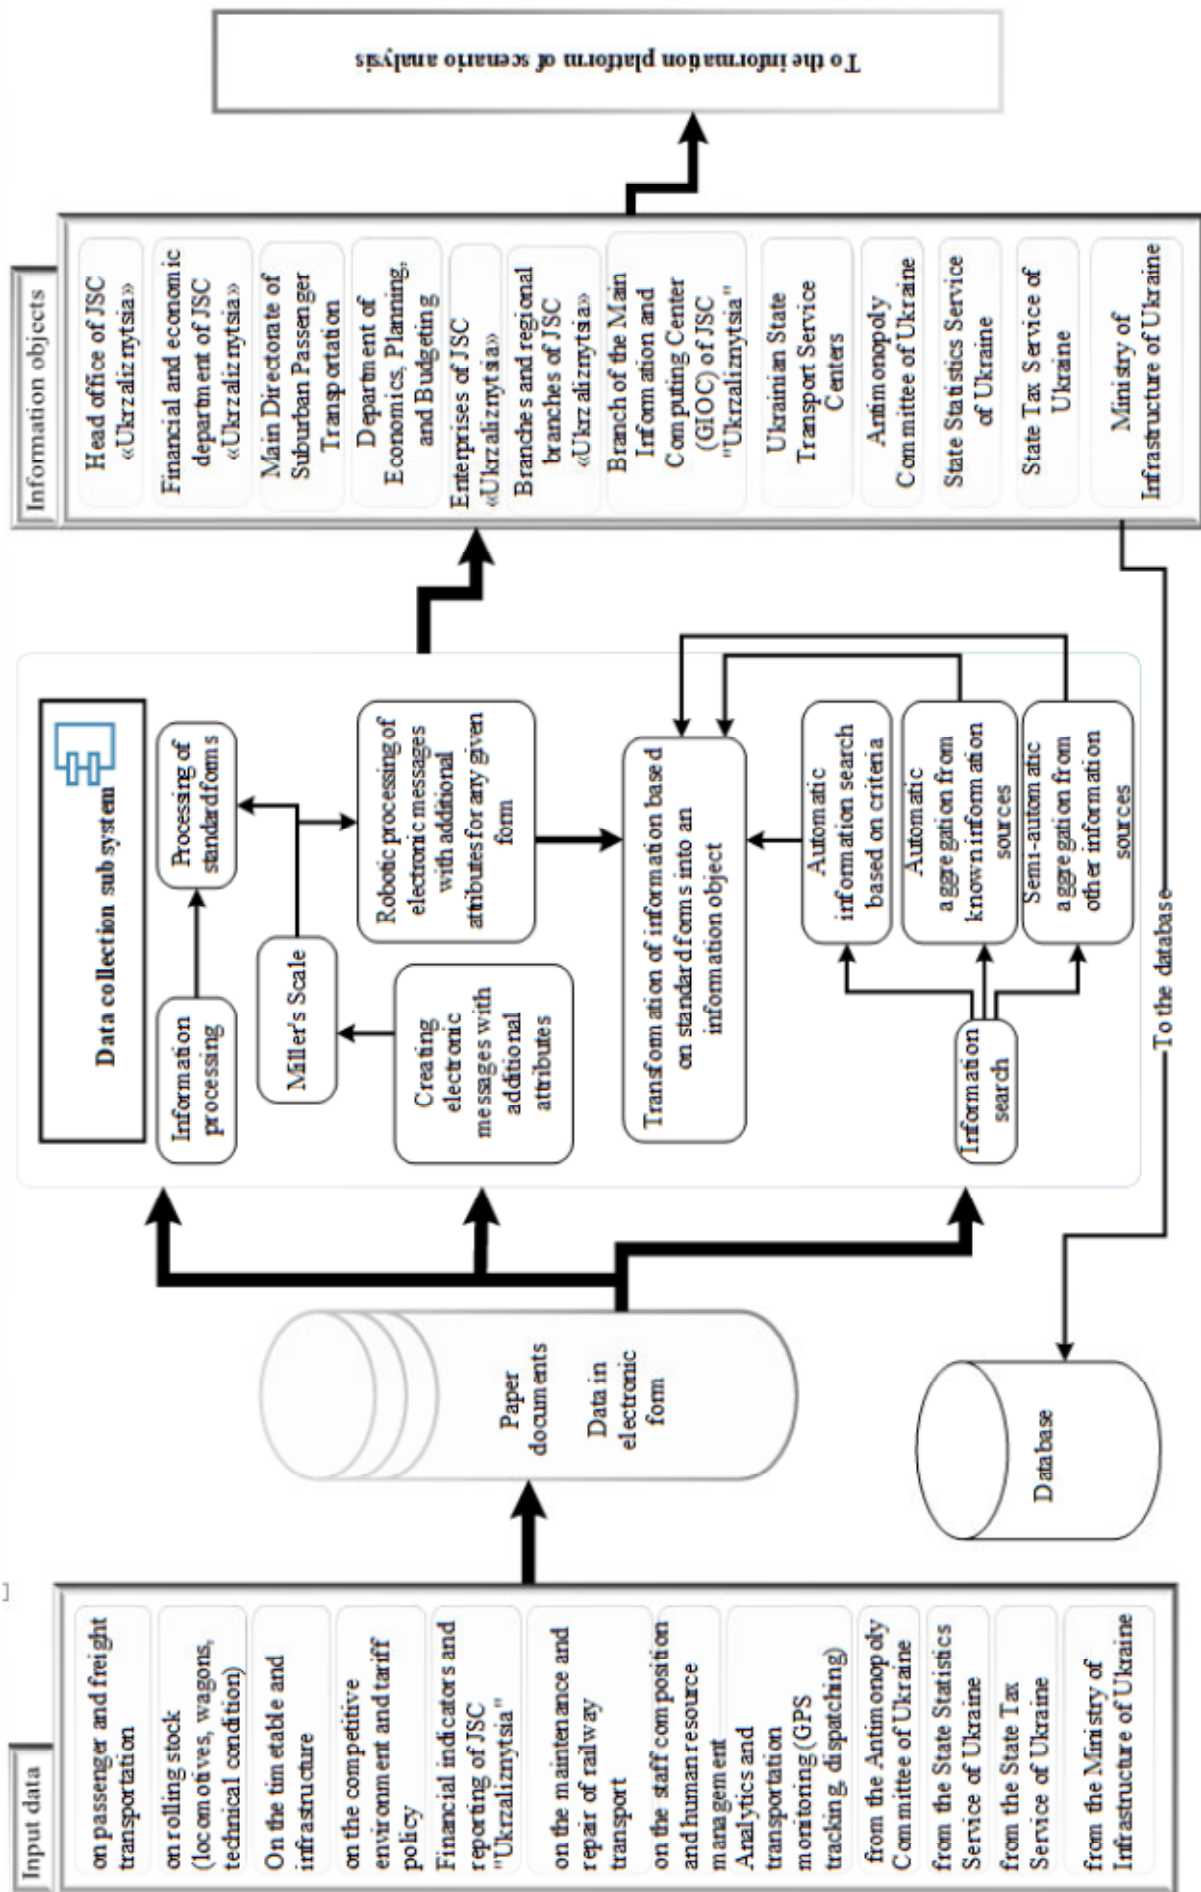 Input data
on passenger and freight
transportation
on rolling stock
(locomotives, wagons,
technical condition)
On the timetable and
infrastructure
on the competitive
environment and tariff
policy
Financial indicators and
reporting of JSC
"Ukrzaliznytsia"
on the maintenance and
repair of railway
transport
on the staff composition
and human resource
management
Analytics and
transportation
monitoring (GPS
tracking, dispatching)
from the Antimonopoly
Committee of Ukraine
from the State Statistics
Service of Ukraine
from the State Tax
Service of Ukraine
from the Ministry of
Infrastructure of Ukraine
Paper
documents
Data in
electronic
form
Database
Data collection subsystem
Information
processing
Processing of
standard forms
Miller's Scale
Creating
electronic
messages with
additional
attributes
Robotic processing of
electronic messages
with additional
attributes for any given
form
Transformation of information based
on standard forms into an
information object
Information
search
Automatic
information search
based on criteria
Automatic
aggregation from
known information
sources
Semi-automatic
aggregation from
other information
sources
To the database
Information objects
Head office of JSC
«Ukrzaliznytsia»
Financial and economic
department of JSC
«Ukrzaliznytsia»
Main Directorate of
Suburban Passenger
Transportation
Department of
Economics, Planning,
and Budgeting
Enterprises of JSC
«Ukrzliznytsia»
Branches and regional
branches of JSC
«Ukrzaliznytsia»
Branch of the Main
Information and
Computing Center
(GIOC) of JSC
"Ukrzaliznytsia"
Ukrainian State
Transport Service
Centers
Antimonopoly
Committee of Ukraine
State Statistics Service
of Ukraine
State Tax Service of
Ukraine
Ministry of
Infrastructure of Ukraine
To the information platform of scenario analysis